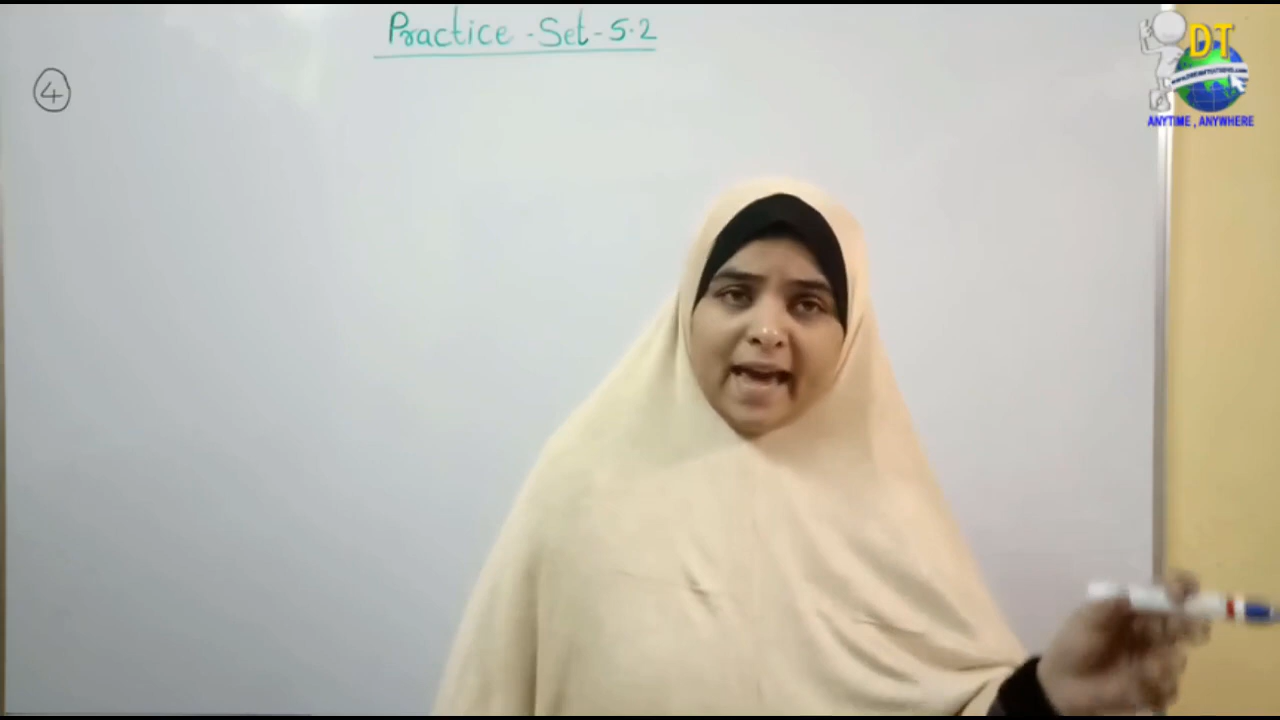 Practice - Set - 5.2
4
DT
ANYTIME , ANYWHERE